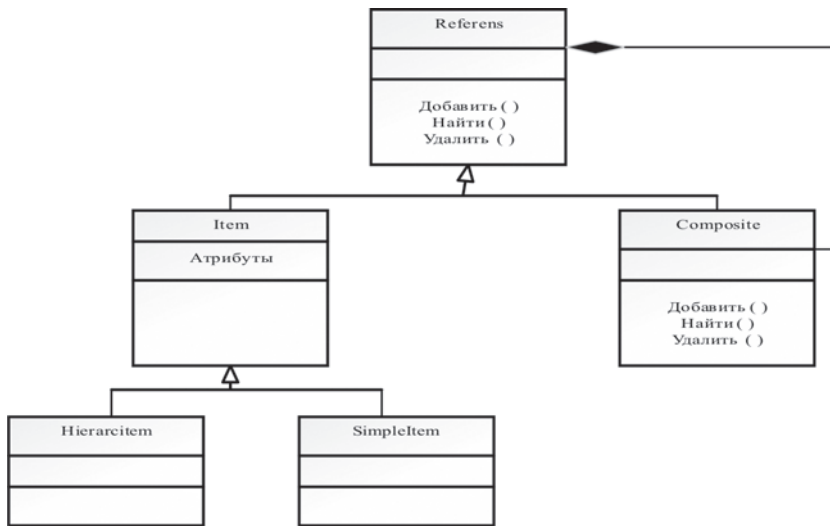 Referens
Добавить ( )
Найти ( )
Удалить ( )
Item
Атрибуты
Composite
Добавить ( )
Найти ( )
Удалить ( )
Hierarcitem
SimpleItem